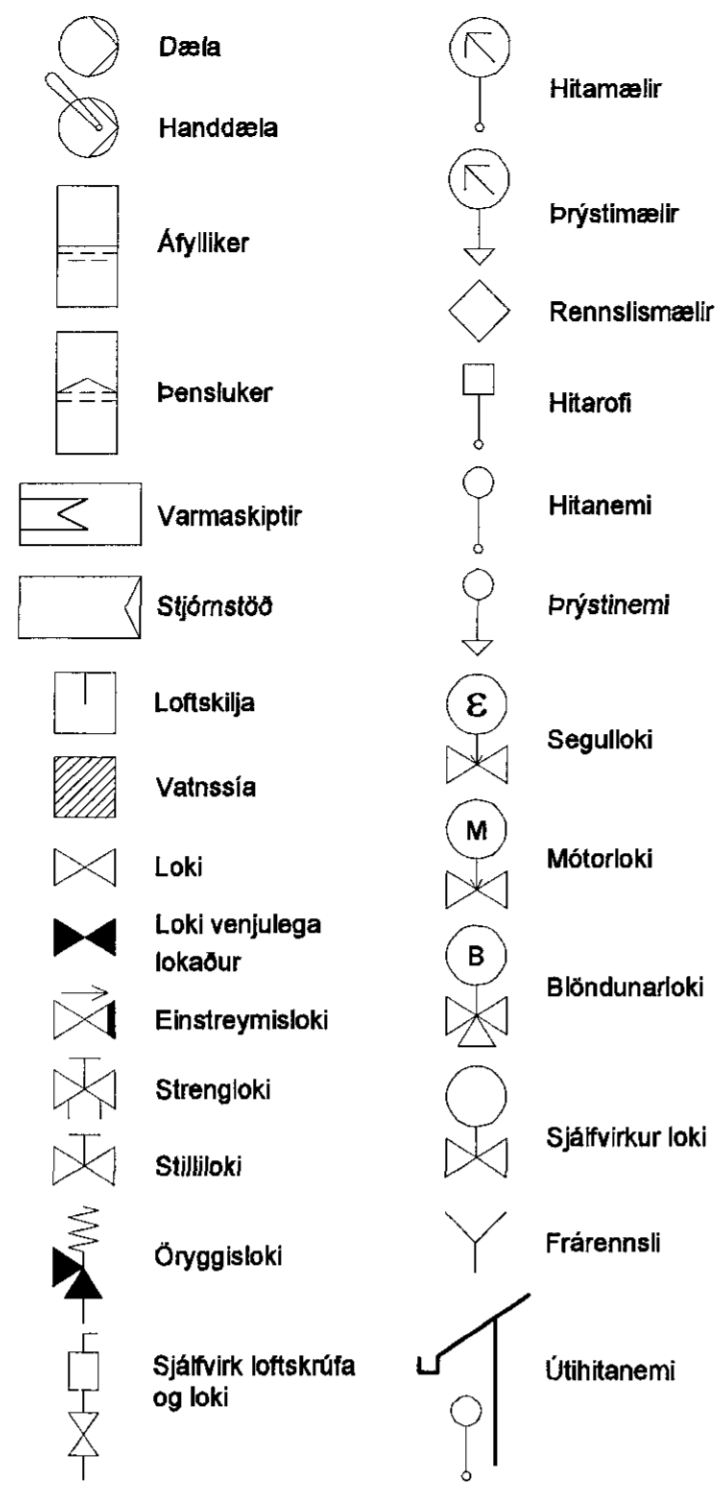 Dæla
Handdæla
Áfylliker
Þensluker
Varmaskiptir
Stjórnstöð
Loftskilja
Vatnssía
Loki
Loki venjulega
lokaður
Einstreymisloki
Strengloki
Stilliloki
Öryggisloki
Sjálfvirk loftskrúfa
og loki
Hitamælir
Þrýstimælir
Rennslismælir
Hitarofi
Hitanemi
Þrýstinemi
ε
Segulloki
M
Mótorloki
B
Blöndunarloki
Sjálfvirkur loki
Frárennsli
Útihitanemi